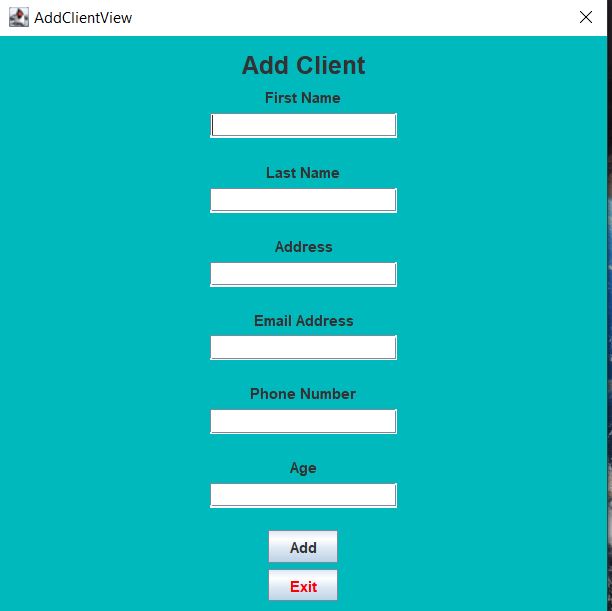 AddClientView
Add Client
First Name
Last Name
Address
Email Address
Phone Number
Age
Add
Exit